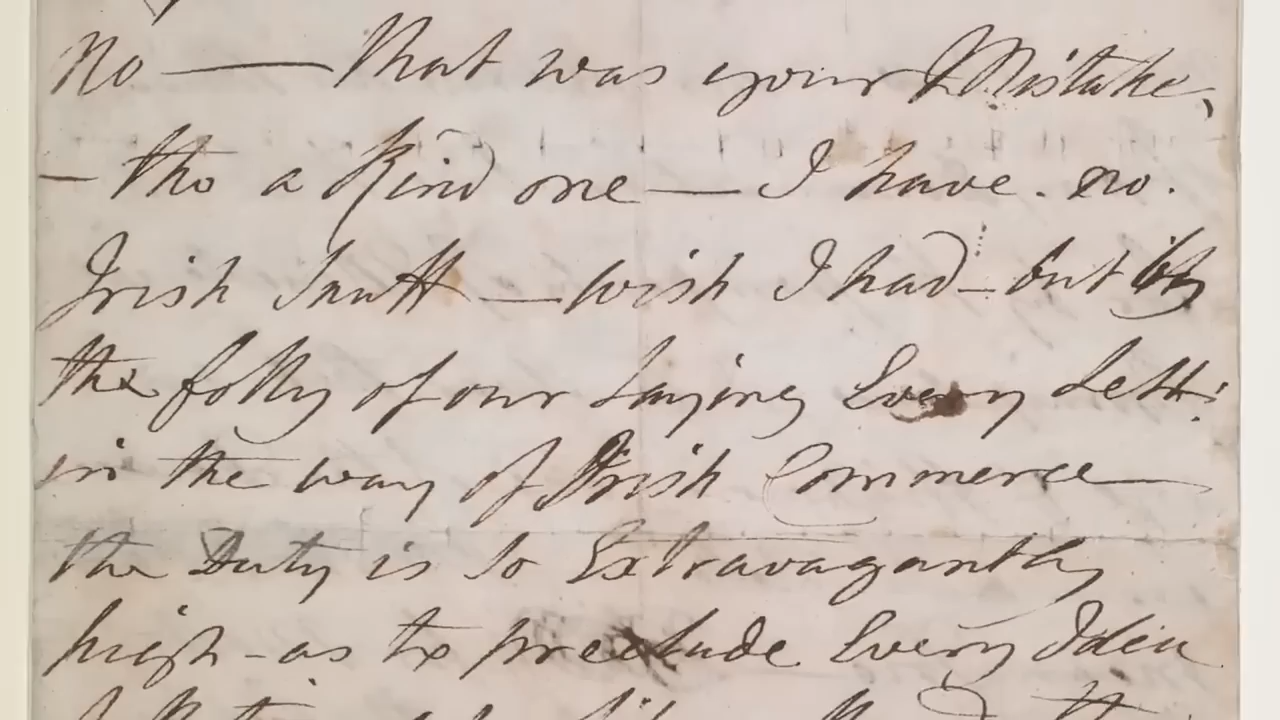 No — that was your Mistake,
— tho a Kind one — I have . no .
Irish Snuff — wish I had — but by
the folly of our laying Every Lett:
in the way of Irish Commerce
the Duty is so Extravagantly
high - as to preclude Every Idea